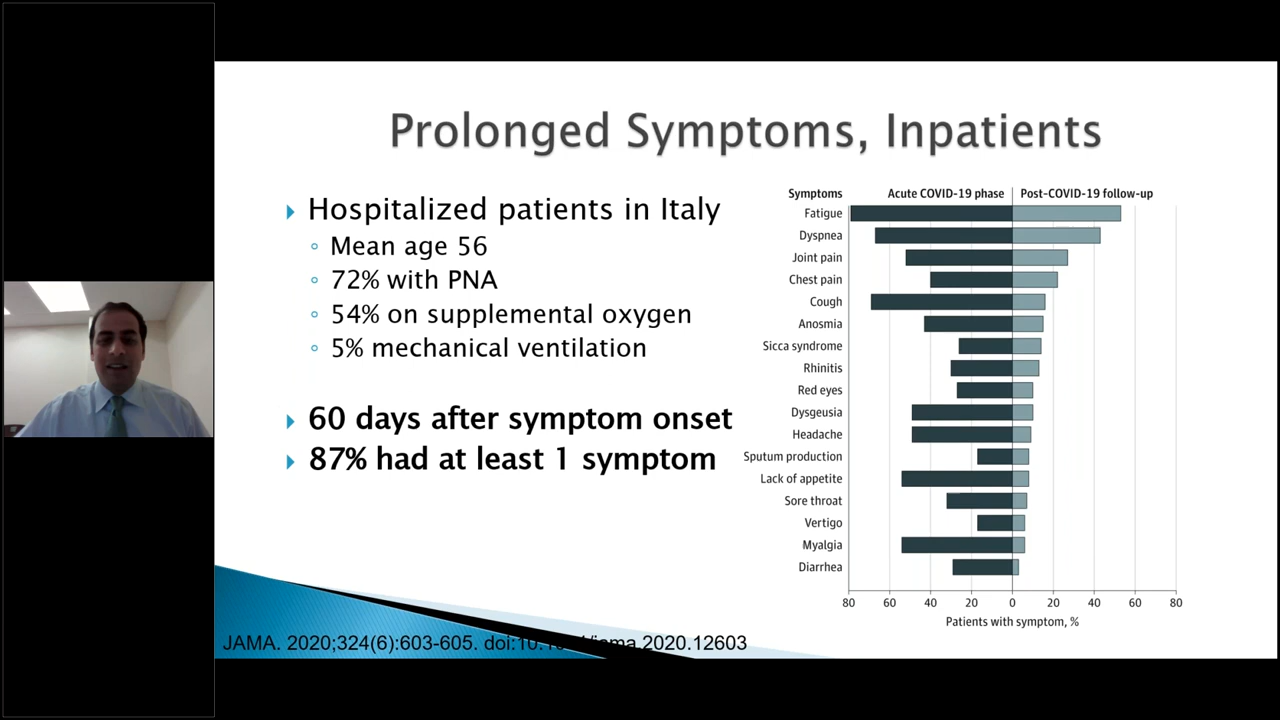 Prolonged Symptoms, Inpatients
Hospitalized patients in Italy
Mean age 56
72% with PNA
54% on supplemental oxygen
5% mechanical ventilation
60 days after symptom onset
87% had at least 1 symptom
Symptoms Acute COVID-19 phase Post-COVID-19 follow-up
Fatigue
Dyspnea
Joint pain
Chest pain
Cough
Anosmia
Sicca syndrome
Rhinitis
Red eyes
Dysgeusia
Headache
Sputum production
Lack of appetite
Sore throat
Vertigo
Myalgia
Diarrhea
80 60 40 20 0 20 40 60 80
Patients with symptom, %
JAMA. 2020;324(6):603-605.